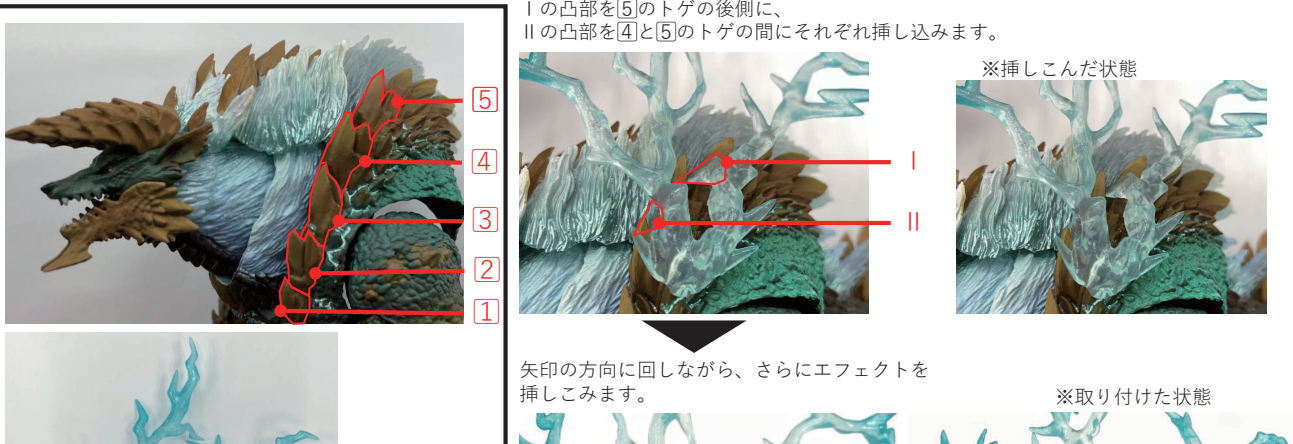 Ⅰの凸部を5のトゲの後側に、
Ⅱの凸部を4と5のトゲの間にそれぞれ挿し込みます。
※挿しこんだ状態
5
4
3
2
1
Ⅰ
Ⅱ
矢印の方向に回しながら、さらにエフェクトを
挿しこみます。
※取り付けた状態